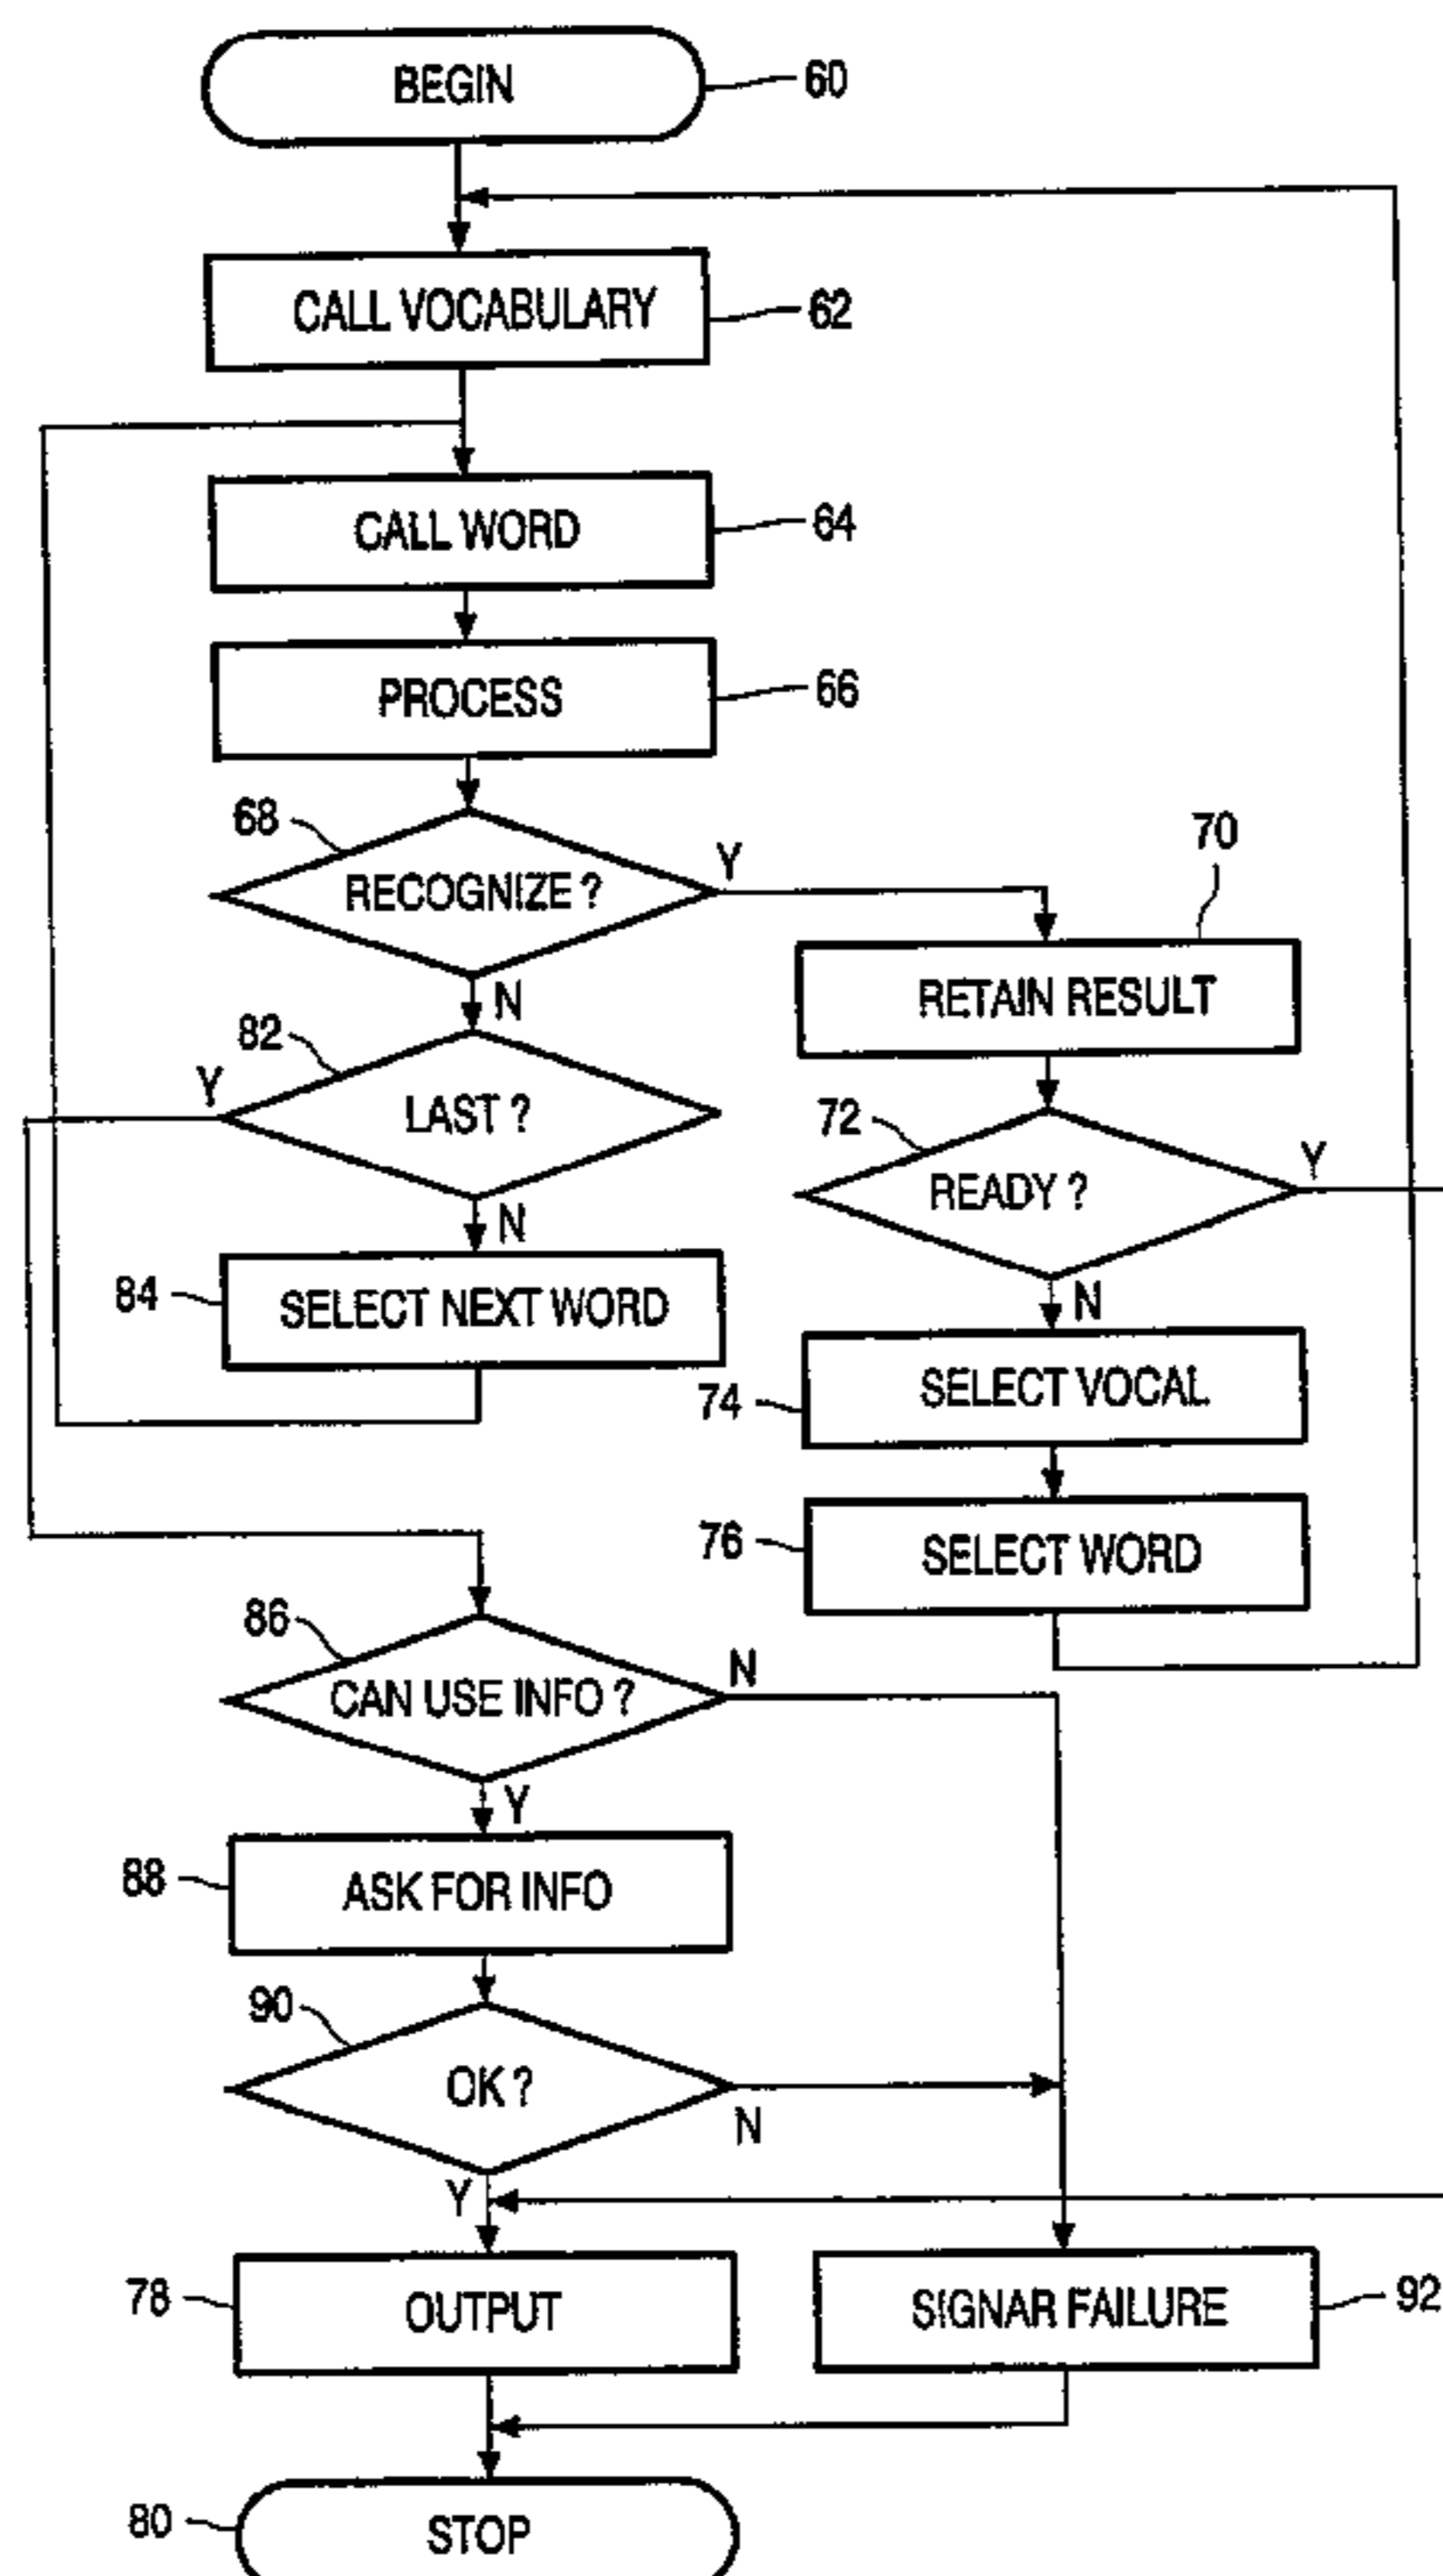 BEGIN
60
CALL VOCABULARY
62
CALL WORD
64
PROCESS
66
68
RECOGNIZE ?
Y
N
70
RETAIN RESULT
82
LAST ?
Y
N
72
READY ?
Y
N
84
SELECT NEXT WORD
74
SELECT VOCAL
76
SELECT WORD
86
CAN USE INFO ?
N
Y
88
ASK FOR INFO
90
OK ?
N
Y
78
OUTPUT
SIGNAR FAILURE
92
80
STOP